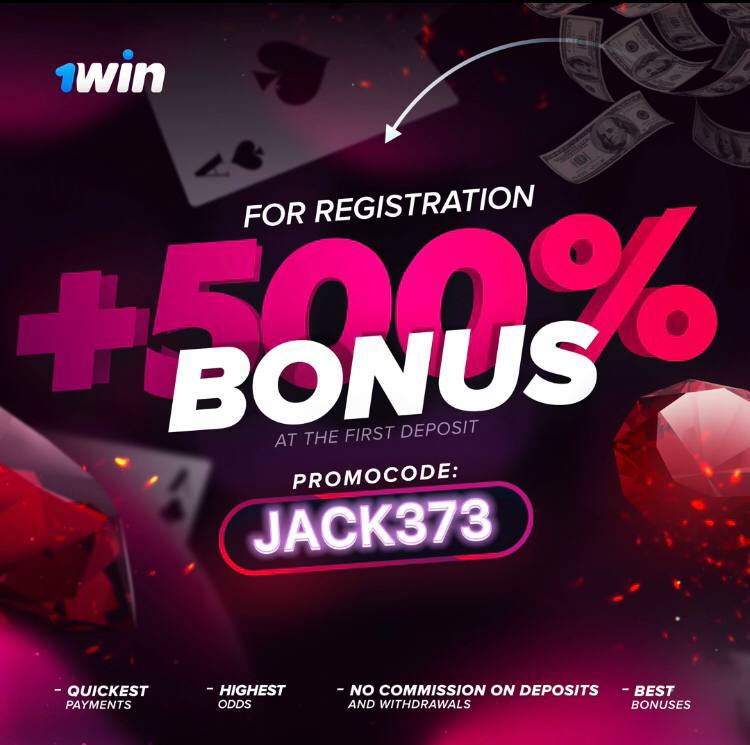 1win
FOR REGISTRATION
+500%
BONUS
AT THE FIRST DEPOSIT
PROMOCODE:
JACK373
- QUICKEST
PAYMENTS
- HIGHEST
ODDS
- NO COMMISSION ON DEPOSITS
AND WITHDRAWALS
- BEST
BONUSES